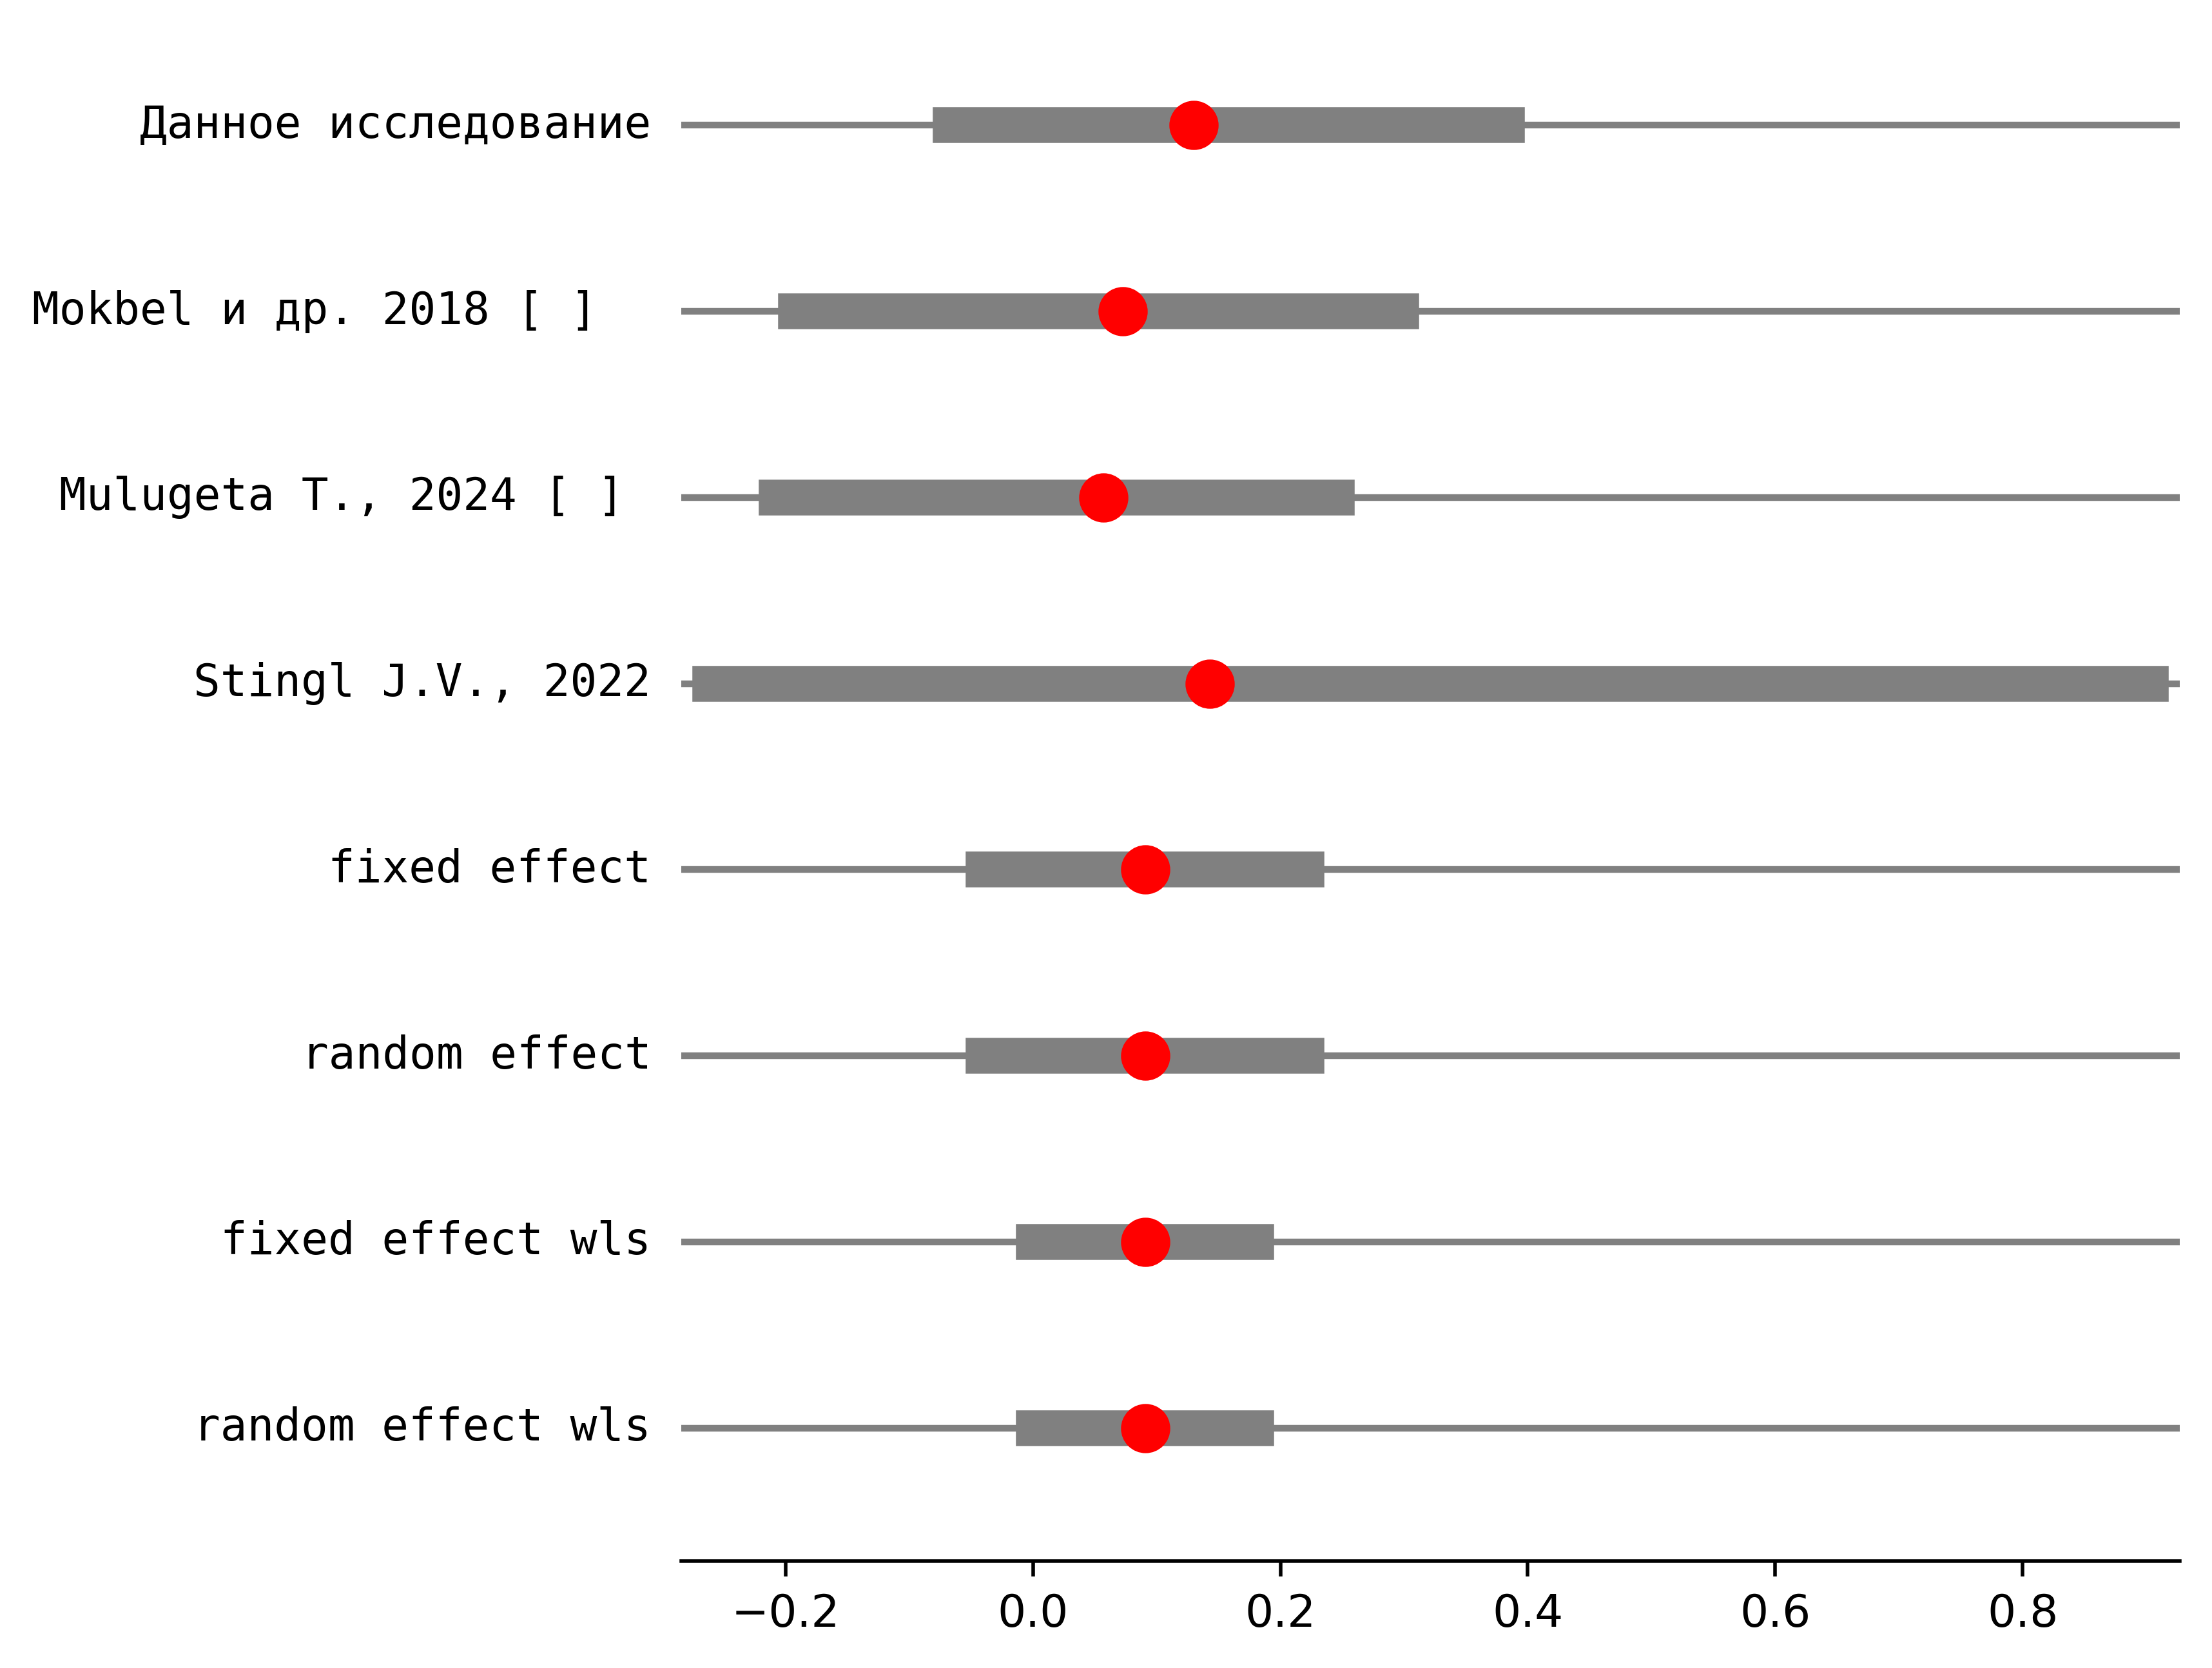 Данное исследование
Mokbel и др. 2018 [ ]
Mulugeta T., 2024 [ ]
Stingl J.V., 2022
fixed effect
random effect
fixed effect wls
random effect wls
−0.2 0.0 0.2 0.4 0.6 0.8